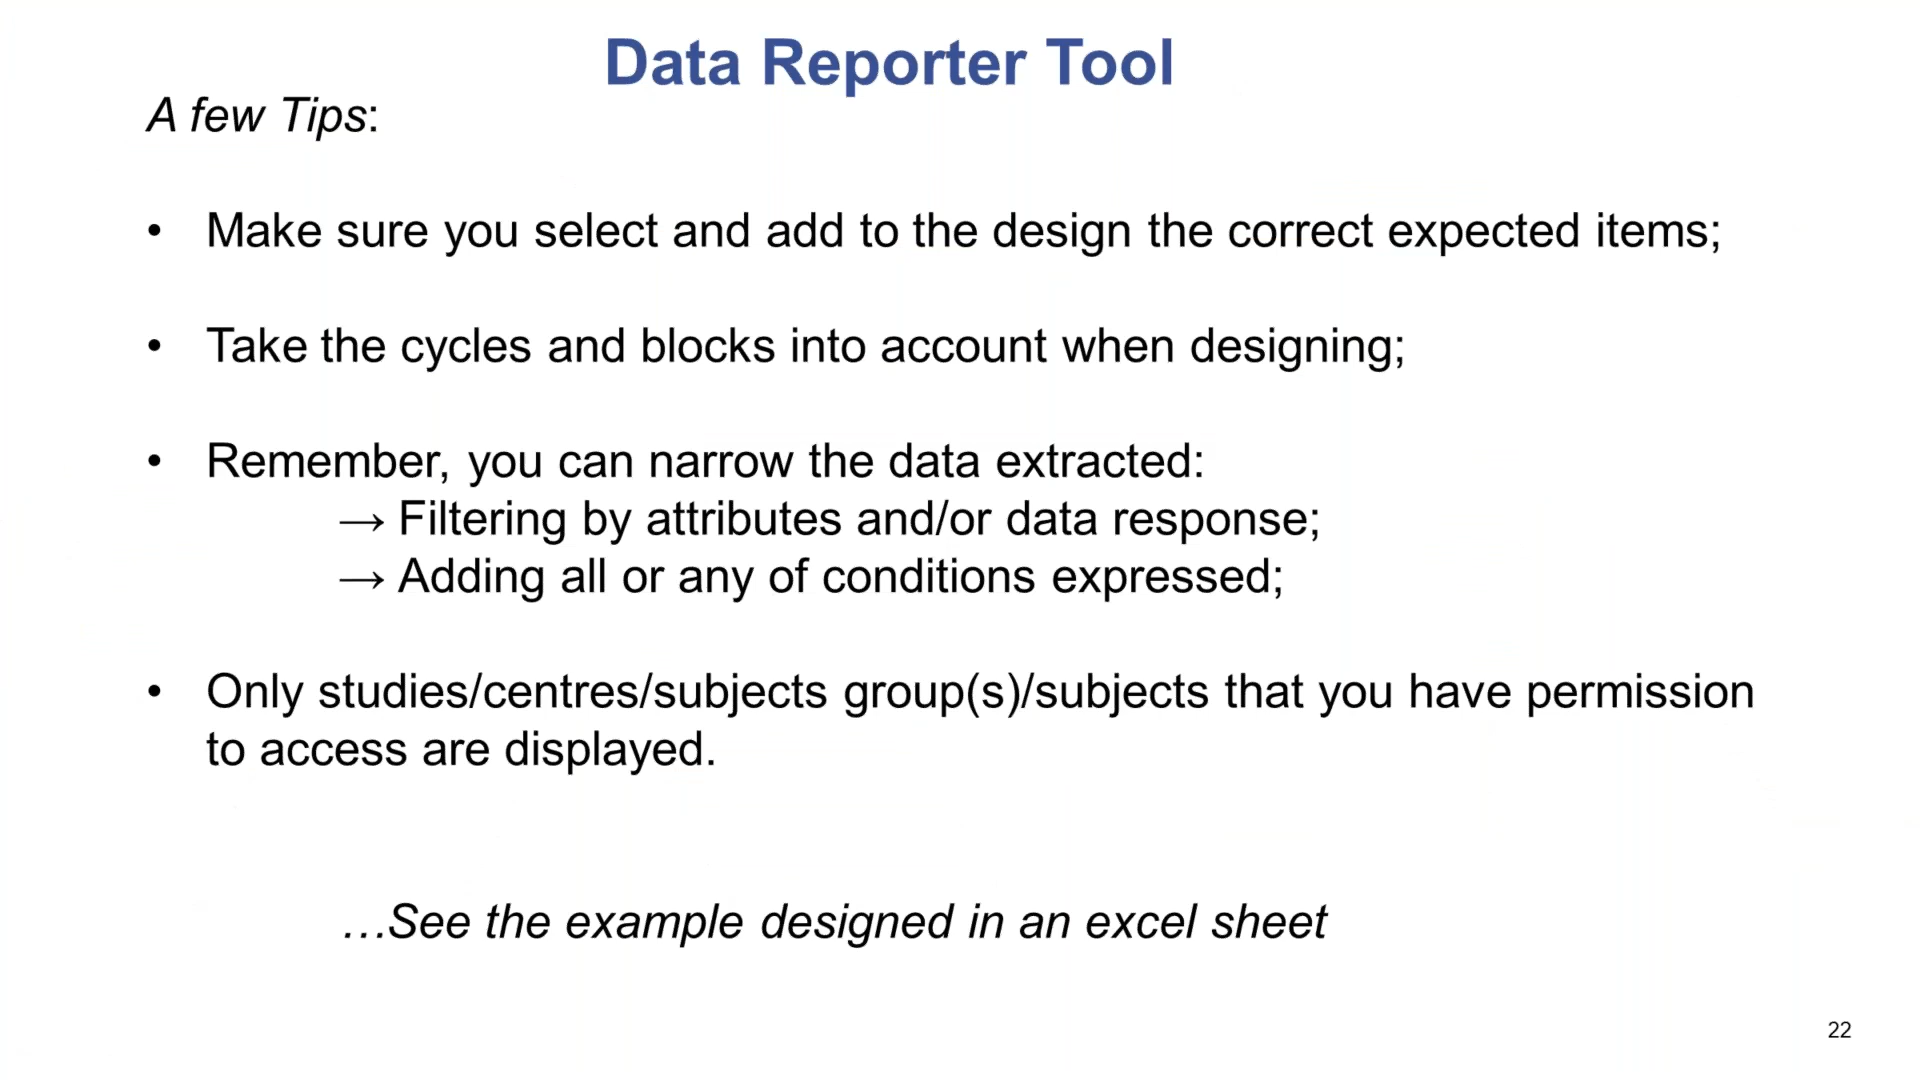 Data Reporter Tool
A few Tips:
• Make sure you select and add to the design the correct expected items;
• Take the cycles and blocks into account when designing;
• Remember, you can narrow the data extracted:
→ Filtering by attributes and/or data response;
→ Adding all or any of conditions expressed;
• Only studies/centres/subjects group(s)/subjects that you have permission
to access are displayed.
…See the example designed in an excel sheet
22